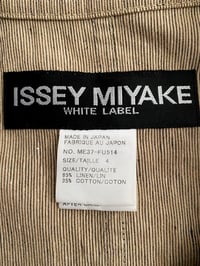 ISSEY MIYAKE
WHITE LABEL
MADE IN JAPAN
FABRIQUE AU JAPON
NO. ME37-FU514
SIZE/TAILLE 4
QUALITY/QUALITE
65% LINEN/LIN
35% COTTON/COTON